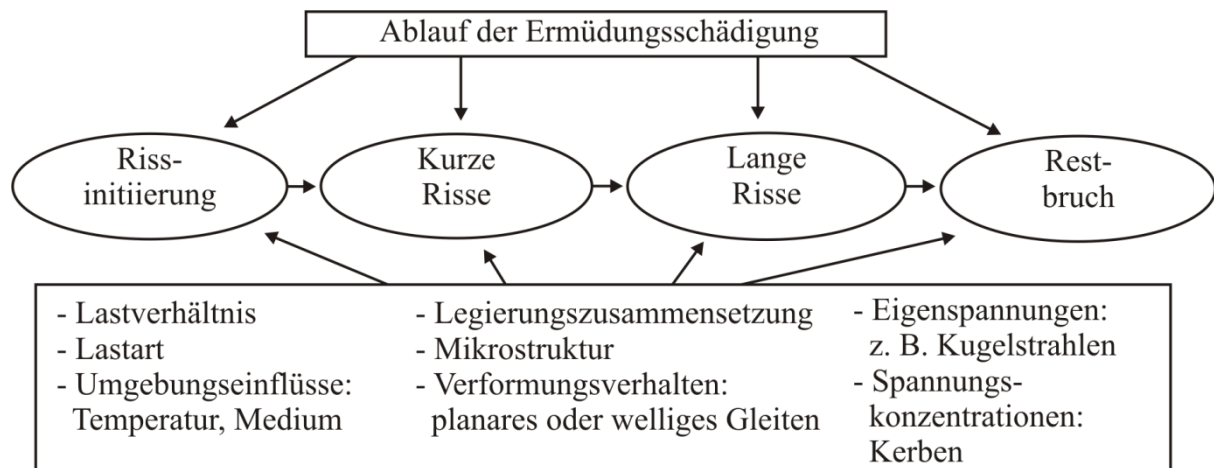 Ablauf der Ermüdungsschädigung
Riss-
initiierung
Kurze
Risse
Lange
Risse
Rest-
bruch
- Lastverhältnis
- Lastart
- Umgebungseinflüsse:
Temperatur, Medium
- Legierungszusammensetzung
- Mikrostruktur
- Verformungsverhalten:
planares oder welliges Gleiten
- Eigenspannungen:
z. B. Kugelstrahlen
- Spannungs-
konzentrationen:
Kerben